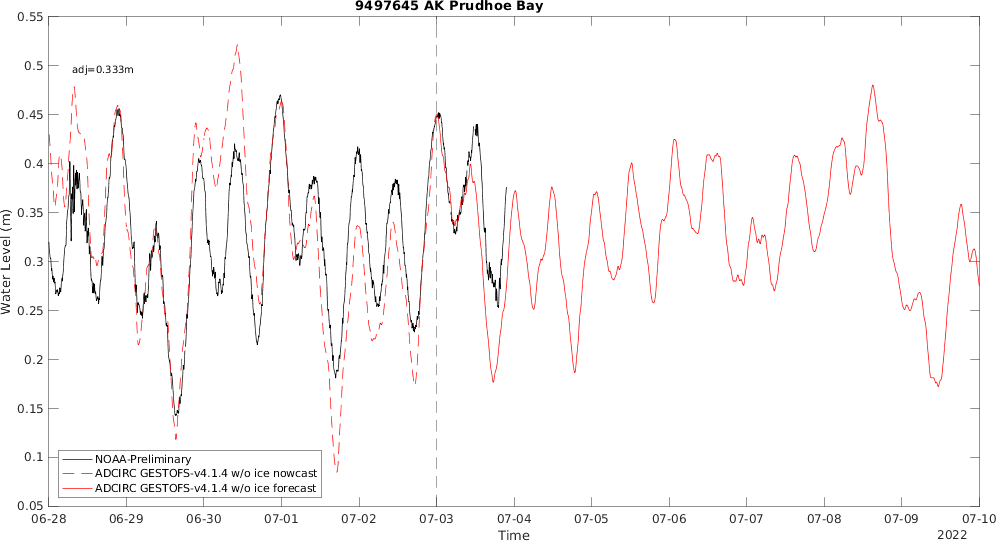 9497645 AK Prudhoe Bay
0.55
0.5
0.45
0.4
0.35
0.3
0.25
0.2
0.15
0.1
0.05
Water Level (m)
adj=0.333m
NOAA-Preliminary
ADCIRC GESTOFS-v4.1.4 w/o ice nowcast
ADCIRC GESTOFS-v4.1.4 w/o ice forecast
06-28 06-29 06-30 07-01 07-02 07-03 07-04 07-05 07-06 07-07 07-08 07-09 07-10
Time
2022